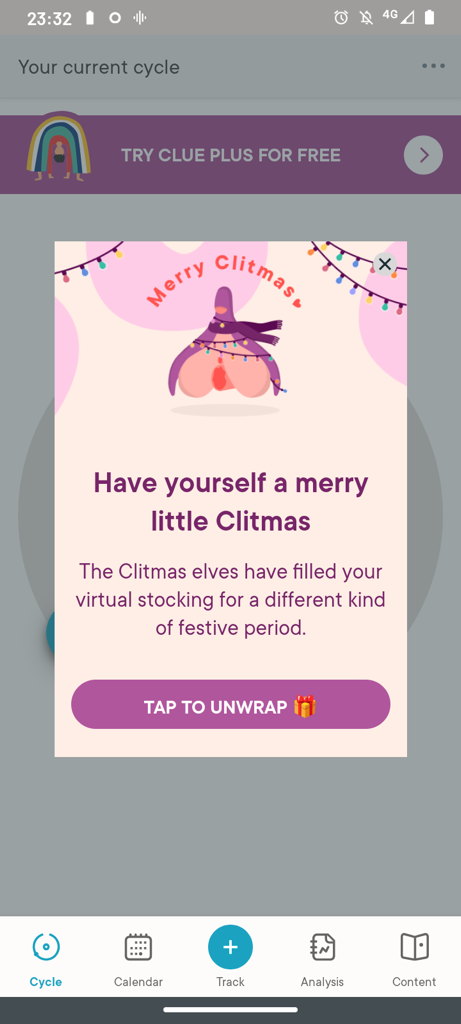 23:32
4G
Your current cycle
TRY CLUE PLUS FOR FREE
Merry Clitmas
Have yourself a merry
little Clitmas
The Clitmas elves have filled your
virtual stocking for a different kind
of festive period.
TAP TO UNWRAP 🎁
Cycle
Calendar
Track
Analysis
Content